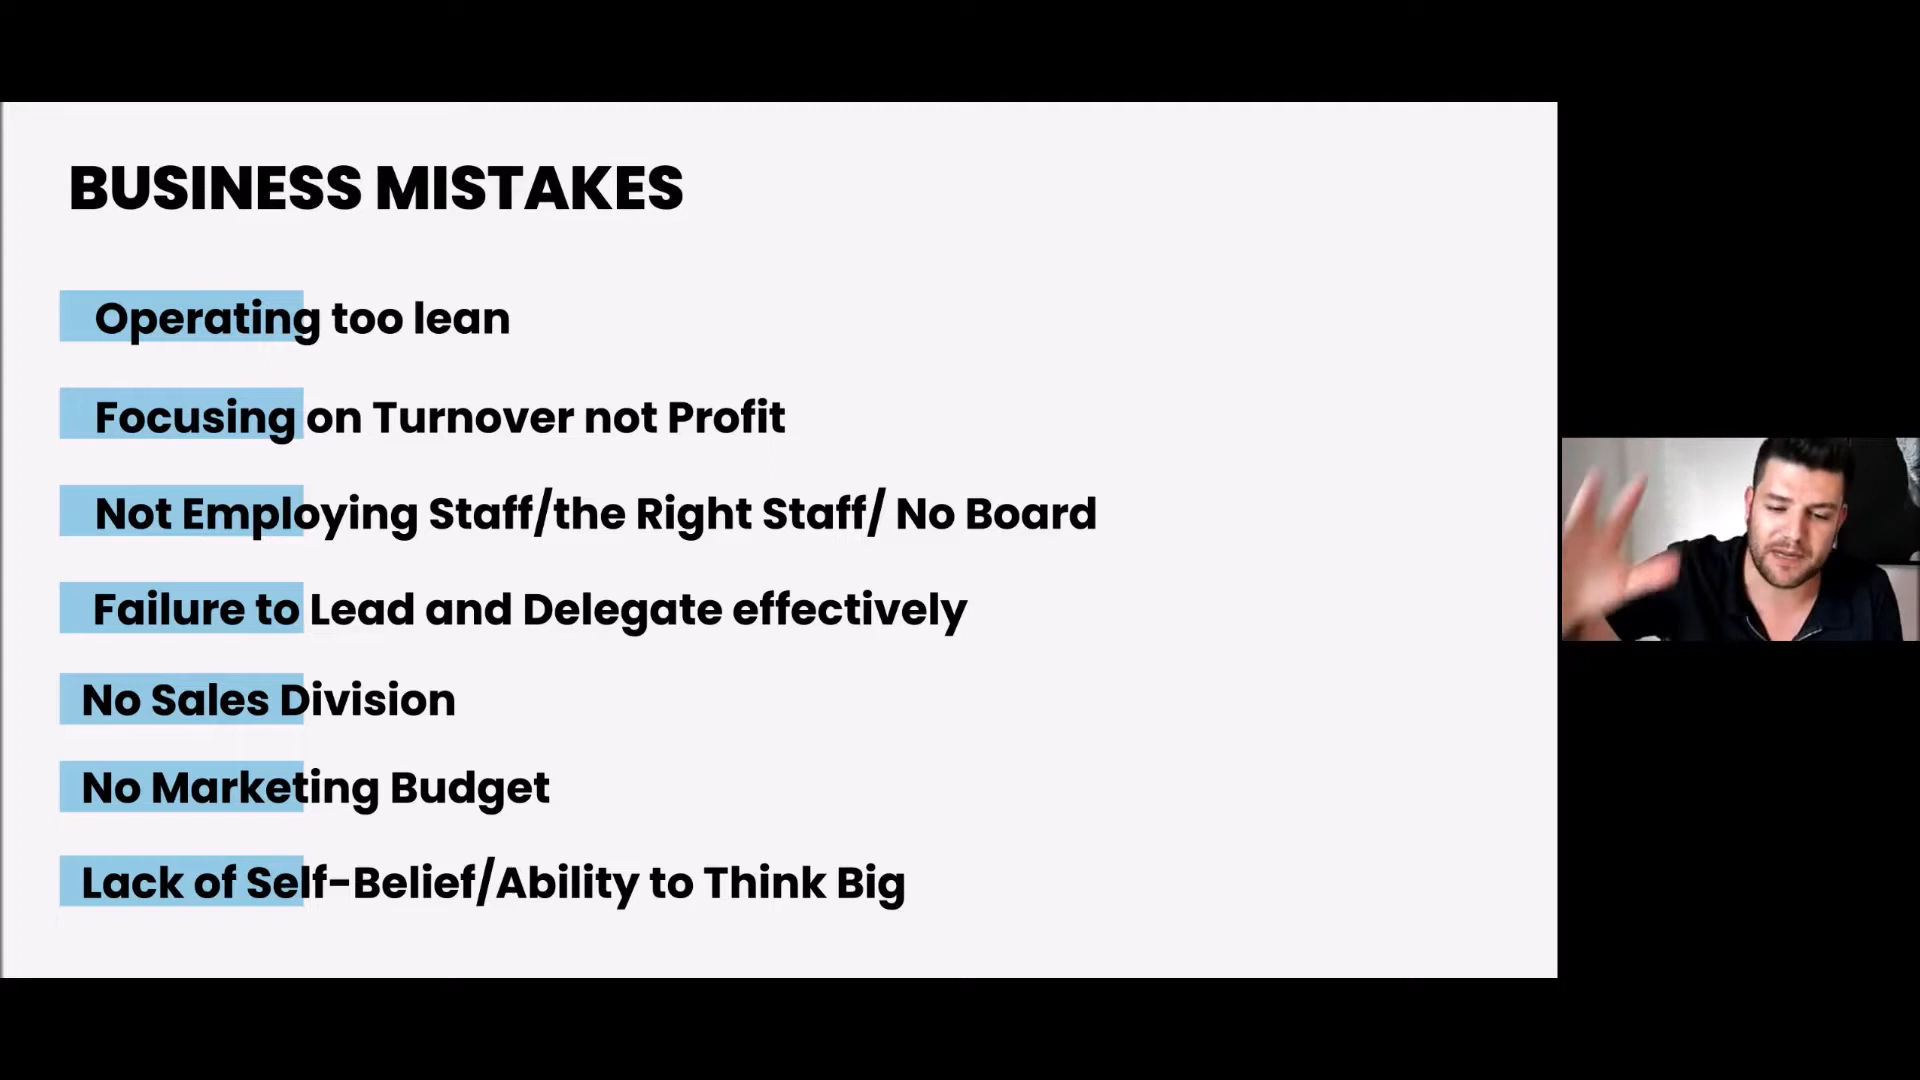 BUSINESS MISTAKES
Operating too lean
Focusing on Turnover not Profit
Not Employing Staff/the Right Staff/ No Board
Failure to Lead and Delegate effectively
No Sales Division
No Marketing Budget
Lack of Self-Belief/Ability to Think Big